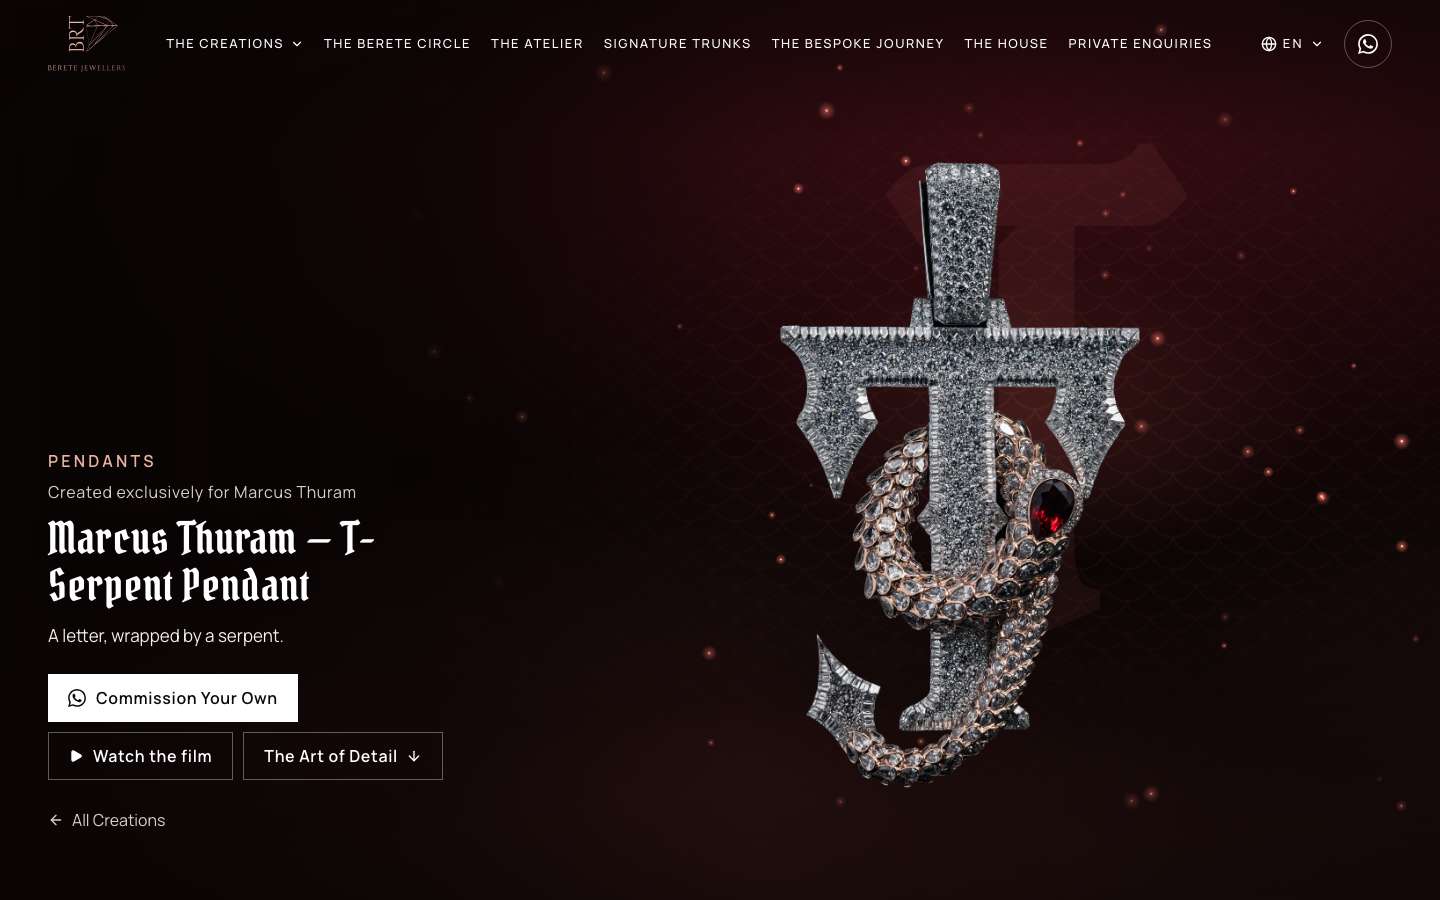 BRT
BERETE JEWELLERS
THE CREATIONS
THE BERETE CIRCLE
THE ATELIER
SIGNATURE TRUNKS
THE BESPOKE JOURNEY
THE HOUSE
PRIVATE ENQUIRIES
EN
PENDANTS
Created exclusively for Marcus Thuram
Marcus Thuram – T-
Serpent Pendant
A letter, wrapped by a serpent.
Commission Your Own
Watch the film
The Art of Detail
All Creations